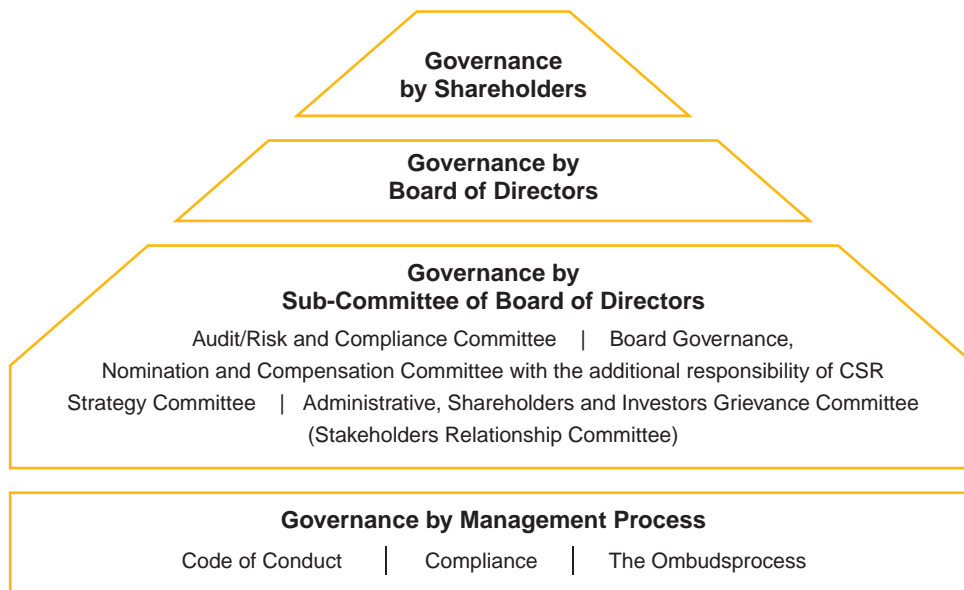 Governance
by Shareholders
Governance by
Board of Directors
Governance by
Sub-Committee of Board of Directors
Audit/Risk and Compliance Committee | Board Governance,
Nomination and Compensation Committee with the additional responsibility of CSR
Strategy Committee | Administrative, Shareholders and Investors Grievance Committee
(Stakeholders Relationship Committee)
Governance by Management Process
Code of Conduct | Compliance | The Ombudsprocess